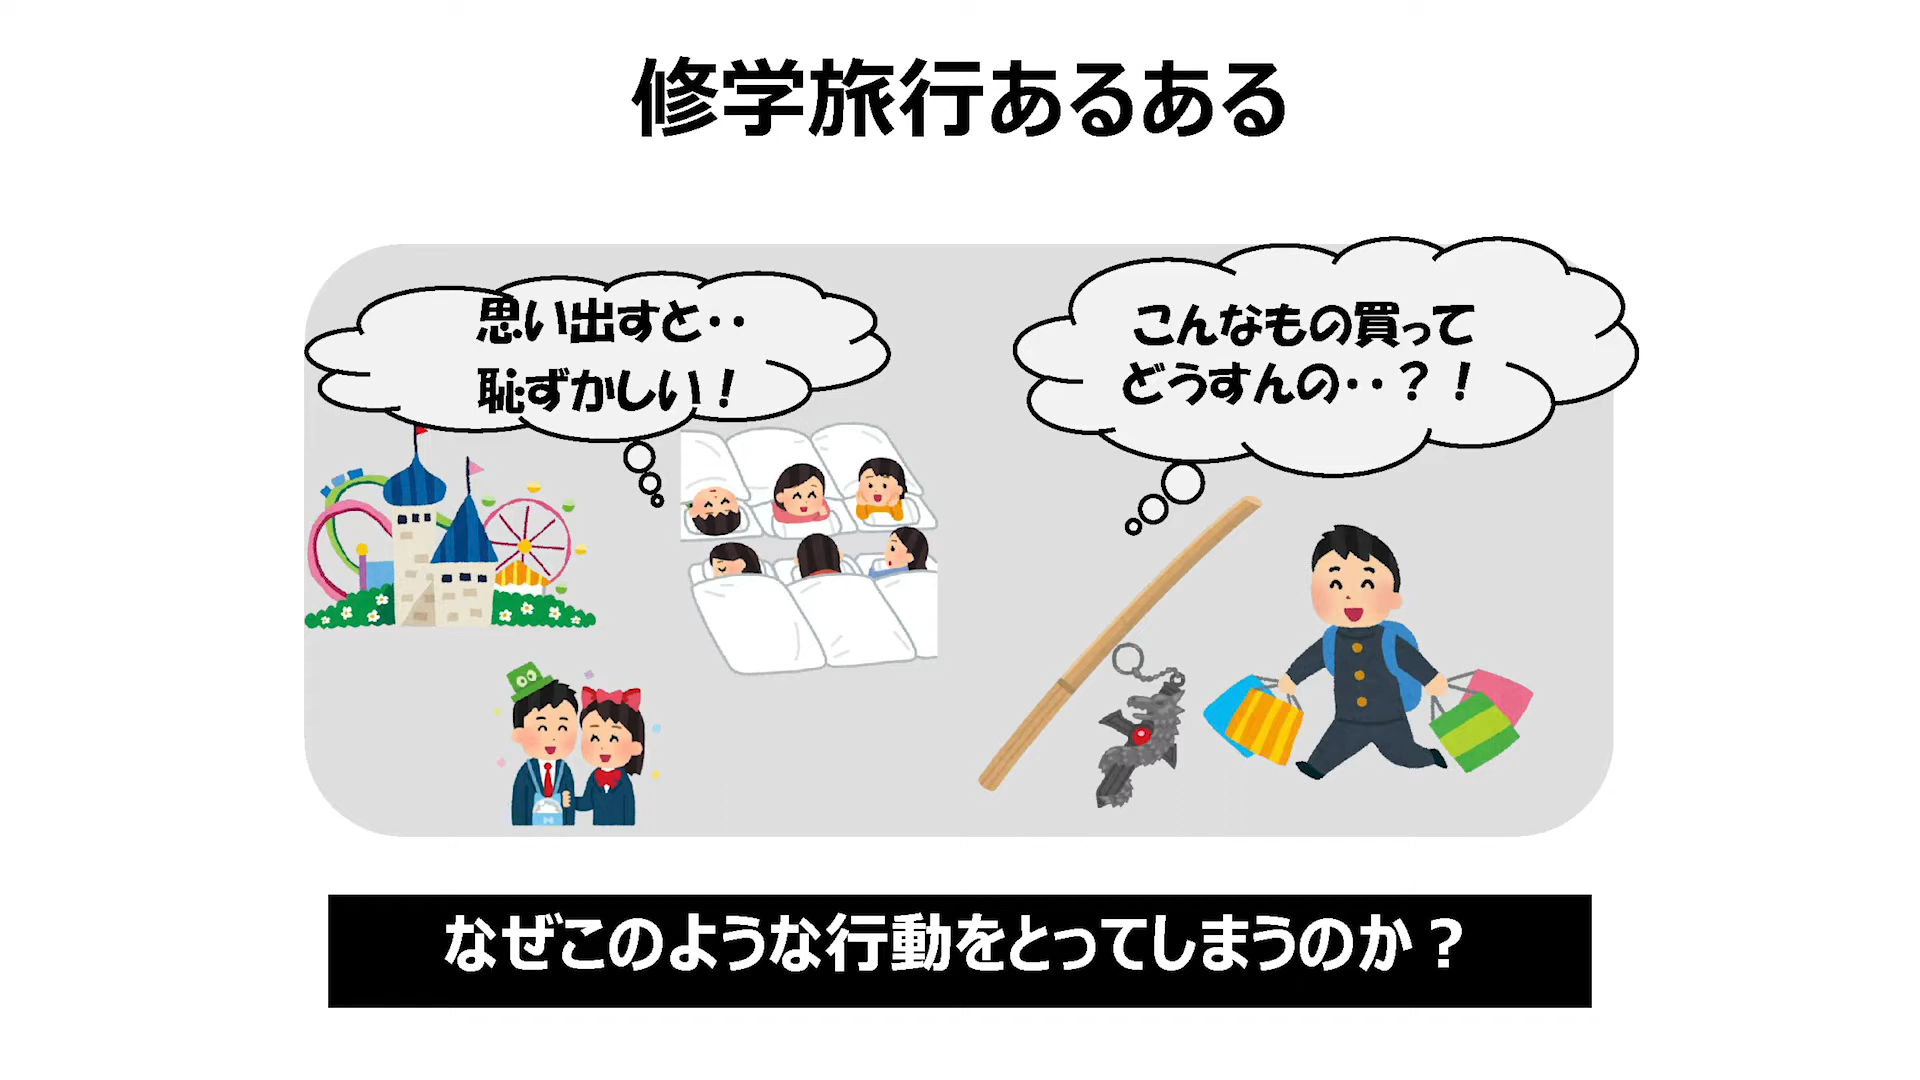 修学旅行あるある
思い出すと‥
恥ずかしい！
こんなもの買って
どうすんの‥？！
なぜこのような行動をとってしまうのか？